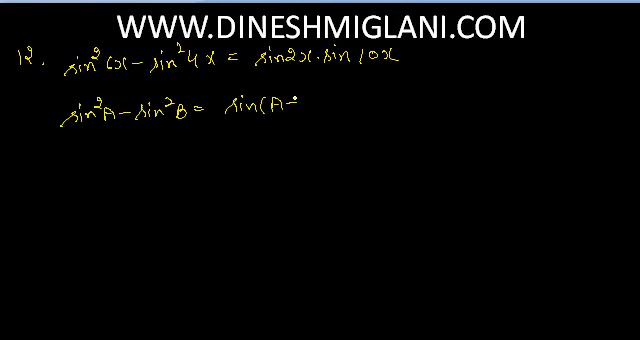 WWW.DINESHMIGLANI.COM
12. sin²6x - sin²4x = sin2x·sin10x
sin²A - sin²B = sin(A-